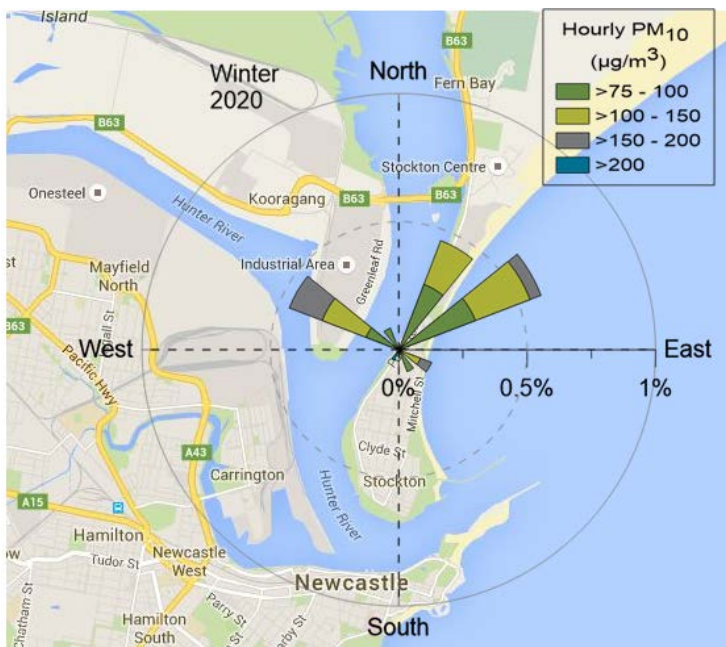 Island
B63
Hourly PM10
(µg/m³)
>75 - 100
>100 - 150
>150 - 200
>200
Winter
2020
North
Fern Bay
B63
Stockton Centre
Onesteel
Kooragang
B63
B63
Hunter River
Industrial Area
Greenleaf Rd
Mayfield
North
B63
Pacific Hwy
West
East
0%
0.5%
1%
Mitchell St
A43
Clyde St
Carrington
Stockton
A15
Hunter River
Hamilton
Newcastle
West
Tudor St
Newcastle
Parry St
Chatham St
Hamilton
South
South